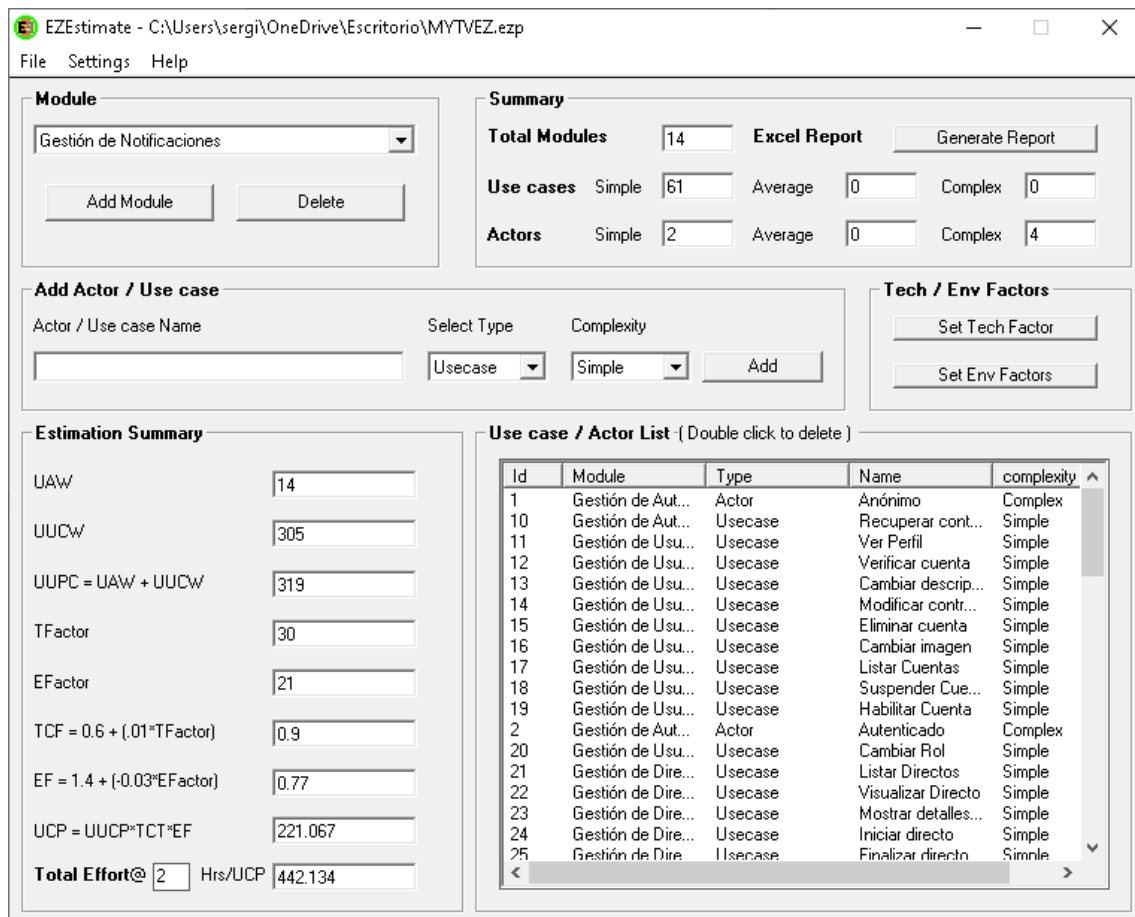 EZEstimate - C:\Users\sergi\OneDrive\Escritorio\MYTVEZ.ezp
File Settings Help
Module
Gestión de Notificaciones
Add Module Delete
Summary
Total Modules 14 Excel Report Generate Report
Use cases Simple 61 Average 0 Complex 0
Actors Simple 2 Average 0 Complex 4
Add Actor / Use case
Actor / Use case Name Select Type Complexity
Usecase Simple Add
Tech / Env Factors
Set Tech Factor
Set Env Factors
Estimation Summary
UAW 14
UUCW 305
UUPC = UAW + UUCW 319
TFactor 30
EFactor 21
TCF = 0.6 + (.01*TFactor) 0.9
EF = 1.4 + (-0.03*EFactor) 0.77
UCP = UUCP*TCT*EF 221.067
Total Effort@ 2 Hrs/UCP 442.134
Use case / Actor List ( Double click to delete )
Id Module Type Name complexity
1 Gestión de Aut... Actor Anónimo Complex
10 Gestión de Aut... Usecase Recuperar cont... Simple
11 Gestión de Usu... Usecase Ver Perfil Simple
12 Gestión de Usu... Usecase Verificar cuenta Simple
13 Gestión de Usu... Usecase Cambiar descrip... Simple
14 Gestión de Usu... Usecase Modificar contr... Simple
15 Gestión de Usu... Usecase Eliminar cuenta Simple
16 Gestión de Usu... Usecase Cambiar imagen Simple
17 Gestión de Usu... Usecase Listar Cuentas Simple
18 Gestión de Usu... Usecase Suspender Cue... Simple
19 Gestión de Usu... Usecase Habilitar Cuenta Simple
2 Gestión de Aut... Actor Autenticado Complex
20 Gestión de Usu... Usecase Cambiar Rol Simple
21 Gestión de Dire... Usecase Listar Directos Simple
22 Gestión de Dire... Usecase Visualizar Directo Simple
23 Gestión de Dire... Usecase Mostrar detalles... Simple
24 Gestión de Dire... Usecase Iniciar directo Simple
25 Gestión de Dire Usecase Finalizar directo Simple